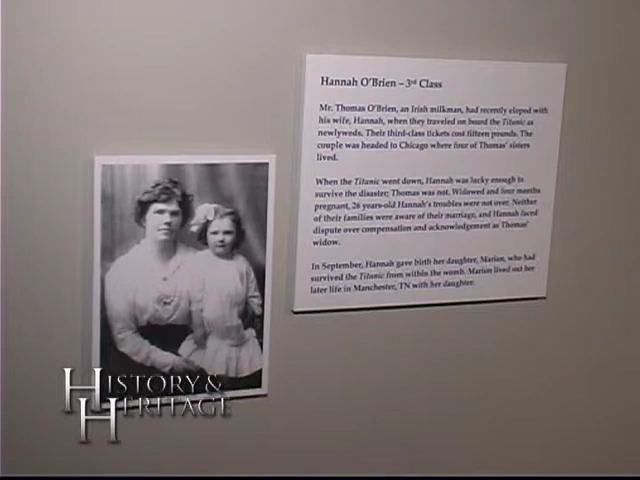 Hannah O'Brien – 3rd Class
Mr. Thomas O'Brien, an Irish milkman, had recently eloped with
his wife, Hannah, when they traveled on board the Titanic as
newlyweds. Their third-class tickets cost fifteen pounds. The
couple was headed to Chicago where four of Thomas' sisters
lived.
When the Titanic went down, Hannah was lucky enough to
survive the disaster; Thomas was not. Widowed and four months
pregnant, 26 years-old Hannah's troubles were not over. Neither
of their families were aware of their marriage, and Hannah faced
dispute over compensation and acknowledgement as Thomas'
widow.
In September, Hannah gave birth her daughter, Marion, who had
survived the Titanic from within the womb. Marion lived out her
later life in Manchester, TN with her daughter.
HISTORY &
HERITAGE